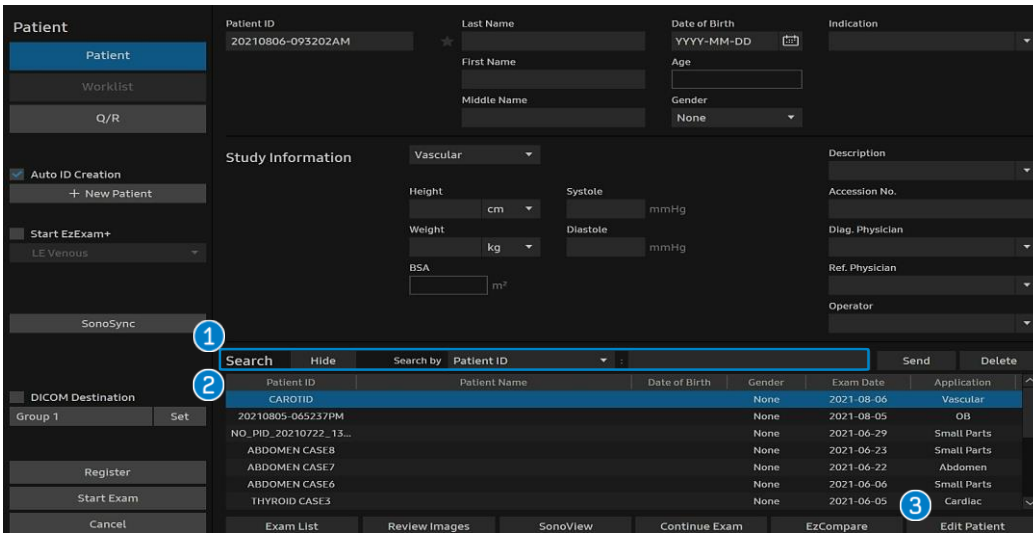 Patient
Patient
Worklist
Q/R
Auto ID Creation
+ New Patient
Start EzExam+
LE Venous
SonoSync
DICOM Destination
Group 1 Set
Register
Start Exam
Cancel
Patient ID Last Name Date of Birth Indication
20210806-093202AM YYYY-MM-DD
First Name Age
Middle Name Gender
None
Study Information Vascular Description
Height Systole Accession No.
cm mmHg
Weight Diastole Diag. Physician
kg mmHg
BSA Ref. Physician
m²
Operator
1
Search Hide Search by Patient ID : Send Delete
2
Patient ID Patient Name Date of Birth Gender Exam Date Application
CAROTID None 2021-08-06 Vascular
20210805-065237PM None 2021-08-05 OB
NO_PID_20210722_13... None 2021-06-29 Small Parts
ABDOMEN CASE8 None 2021-06-23 Small Parts
ABDOMEN CASE7 None 2021-06-22 Abdomen
ABDOMEN CASE6 None 2021-06-06 Small Parts
THYROID CASE3 None 2021-06-05 Cardiac
3
Exam List Review Images SonoView Continue Exam EzCompare Edit Patient